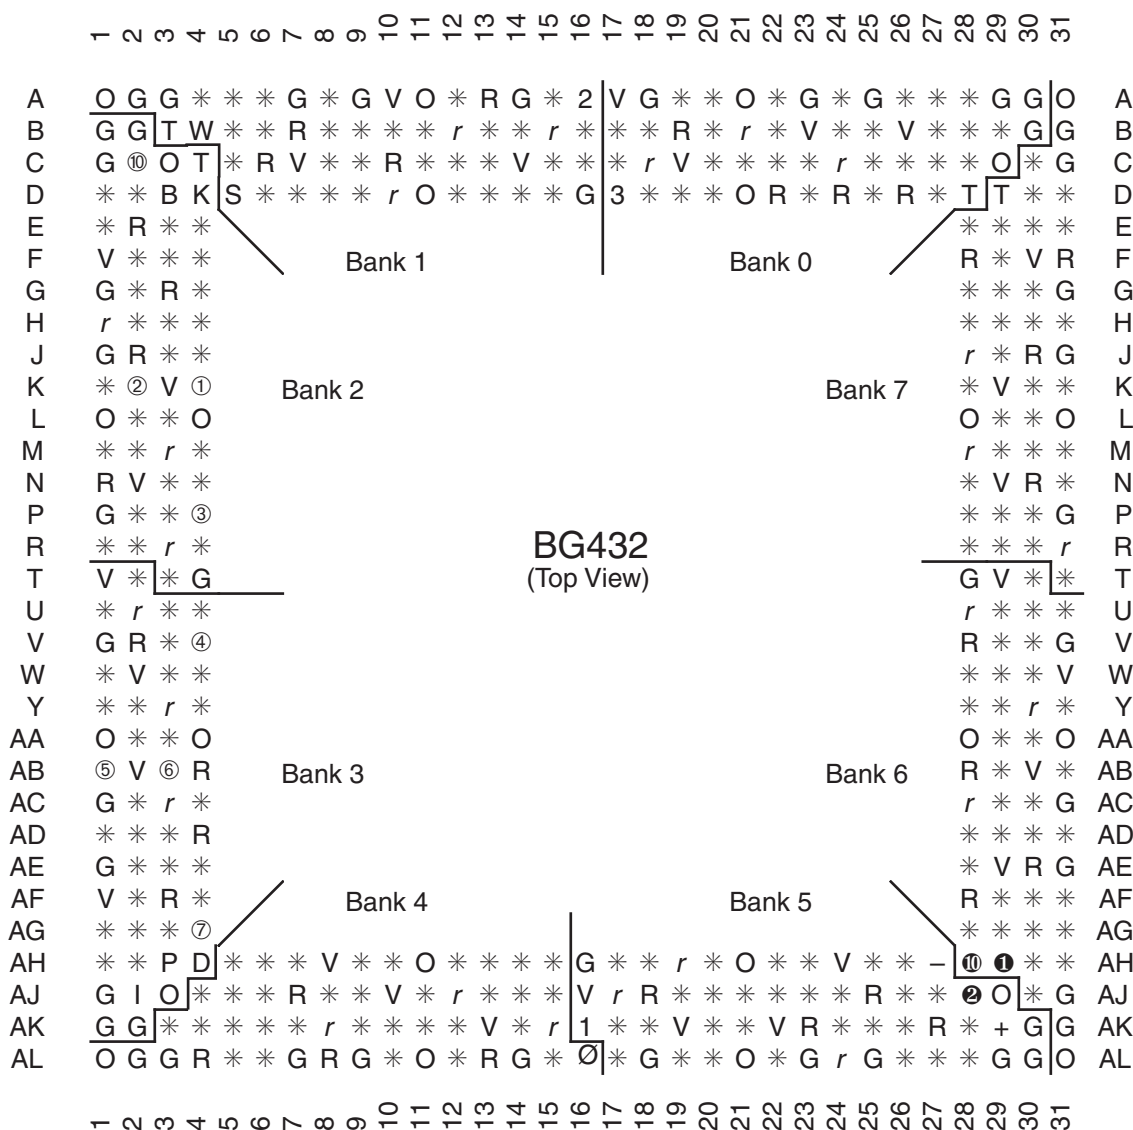 1 2 3 4 5 6 7 8 9 10 11 12 13 14 15 16 17 18 19 20 21 22 23 24 25 26 27 28 29 30 31
A O G G ✳ ✳ ✳ G ✳ G V O ✳ R G ✳ 2 V G ✳ ✳ O ✳ G ✳ G ✳ ✳ ✳ G G O A
B G G T W ✳ ✳ R ✳ ✳ ✳ ✳ r ✳ ✳ r ✳ ✳ ✳ R ✳ r ✳ V ✳ ✳ V ✳ ✳ ✳ G G B
C G ⑩ O T ✳ R V ✳ ✳ R ✳ ✳ ✳ V ✳ ✳ ✳ r V ✳ ✳ ✳ ✳ r ✳ ✳ ✳ ✳ O ✳ G C
D ✳ ✳ B K S ✳ ✳ ✳ ✳ r O ✳ ✳ ✳ ✳ G 3 ✳ ✳ ✳ O R ✳ R ✳ R ✳ T T ✳ ✳ D
E ✳ R ✳ ✳ ✳ ✳ ✳ ✳ E
F V ✳ ✳ ✳ Bank 1 Bank 0 R ✳ V R F
G G ✳ R ✳ ✳ ✳ ✳ G G
H r ✳ ✳ ✳ ✳ ✳ ✳ ✳ H
J G R ✳ ✳ r ✳ R G J
K ✳ ② V ① Bank 2 Bank 7 ✳ V ✳ ✳ K
L O ✳ ✳ O O ✳ ✳ O L
M ✳ ✳ r ✳ r ✳ ✳ ✳ M
N R V ✳ ✳ ✳ V R ✳ N
P G ✳ ✳ ③ ✳ ✳ ✳ G P
R ✳ ✳ r ✳ BG432 ✳ ✳ ✳ r R
T V ✳ ✳ G (Top View) G V ✳ ✳ T
U ✳ r ✳ ✳ r ✳ ✳ ✳ U
V G R ✳ ④ R ✳ ✳ G V
W ✳ V ✳ ✳ ✳ ✳ ✳ V W
Y ✳ ✳ r ✳ ✳ ✳ r ✳ Y
AA O ✳ ✳ O O ✳ ✳ O AA
AB ⑤ V ⑥ R Bank 3 Bank 6 R ✳ V ✳ AB
AC G ✳ r ✳ r ✳ ✳ G AC
AD ✳ ✳ ✳ R ✳ ✳ ✳ ✳ AD
AE G ✳ ✳ ✳ ✳ V R G AE
AF V ✳ R ✳ Bank 4 Bank 5 R ✳ ✳ ✳ AF
AG ✳ ✳ ✳ ⑦ ✳ ✳ ✳ ✳ AG
AH ✳ ✳ P D ✳ ✳ ✳ V ✳ ✳ O ✳ ✳ ✳ ✳ G ✳ ✳ r ✳ O ✳ ✳ V ✳ ✳ – ❿ ❶ ✳ ✳ AH
AJ G I O ✳ ✳ ✳ R ✳ ✳ V ✳ r ✳ ✳ ✳ V r R ✳ ✳ ✳ ✳ ✳ ✳ R ✳ ✳ ❷ O ✳ G AJ
AK G G ✳ ✳ ✳ ✳ ✳ r ✳ ✳ ✳ ✳ V ✳ r 1 ✳ ✳ V ✳ ✳ V R ✳ ✳ ✳ R ✳ + G G AK
AL O G G R ✳ ✳ G R G ✳ O ✳ R G ✳ Ø ✳ G ✳ ✳ O ✳ G r G ✳ ✳ ✳ G G O AL
1 2 3 4 5 6 7 8 9 10 11 12 13 14 15 16 17 18 19 20 21 22 23 24 25 26 27 28 29 30 31